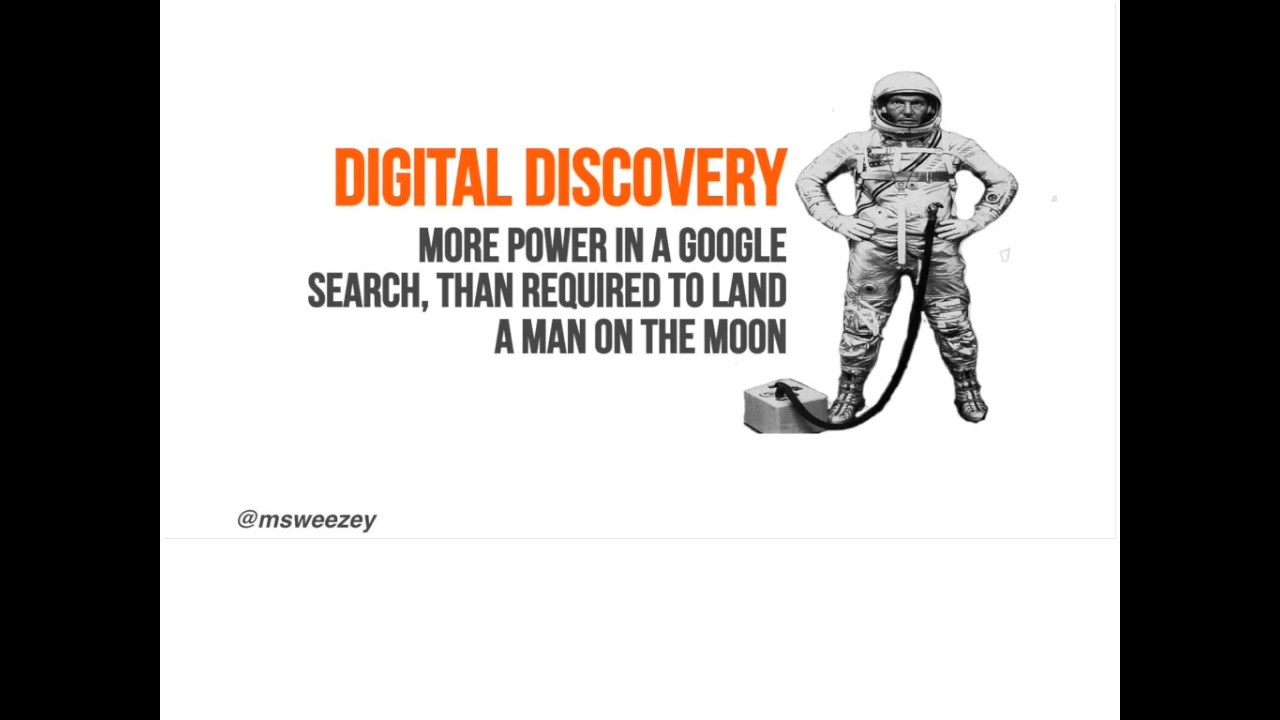 DIGITAL DISCOVERY
MORE POWER IN A GOOGLE
SEARCH, THAN REQUIRED TO LAND
A MAN ON THE MOON
@msweezey